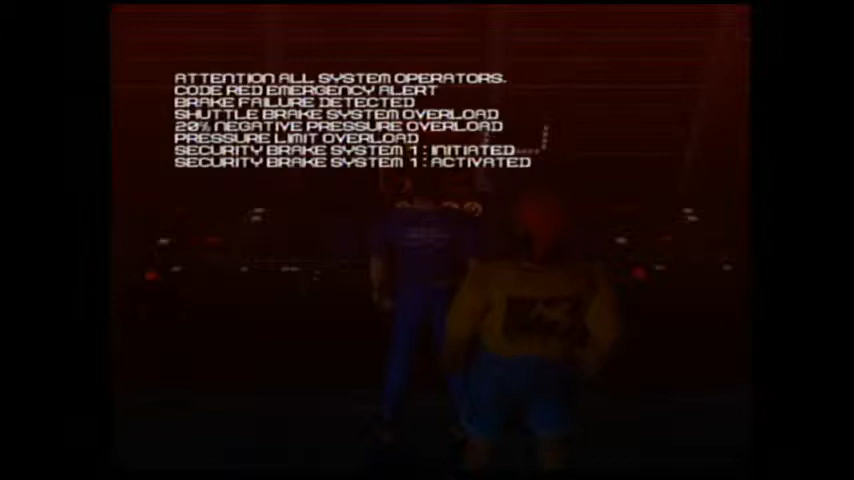 ATTENTION ALL SYSTEM OPERATORS.
CODE RED EMERGENCY ALERT
BRAKE FAILURE DETECTED
SHUTTLE BRAKE SYSTEM OVERLOAD
20% NEGATIVE PRESSURE OVERLOAD
PRESSURE LIMIT OVERLOAD
SECURITY BRAKE SYSTEM 1 : INITIATED
SECURITY BRAKE SYSTEM 1 : ACTIVATED